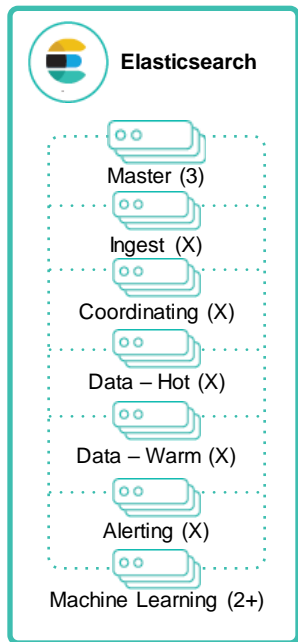 Elasticsearch
Master (3)
Ingest (X)
Coordinating (X)
Data – Hot (X)
Data – Warm (X)
Alerting (X)
Machine Learning (2+)